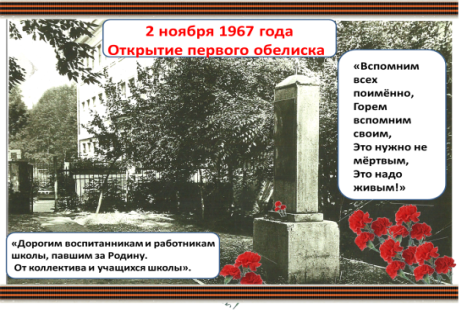 2 ноября 1967 года
Открытие первого обелиска
«Вспомним
всех
поимённо,
Горем
вспомним
своим,
Это нужно не
мёртвым,
Это надо
живым!»
«Дорогим воспитанникам и работникам
школы, павшим за Родину.
От коллектива и учащихся школы».